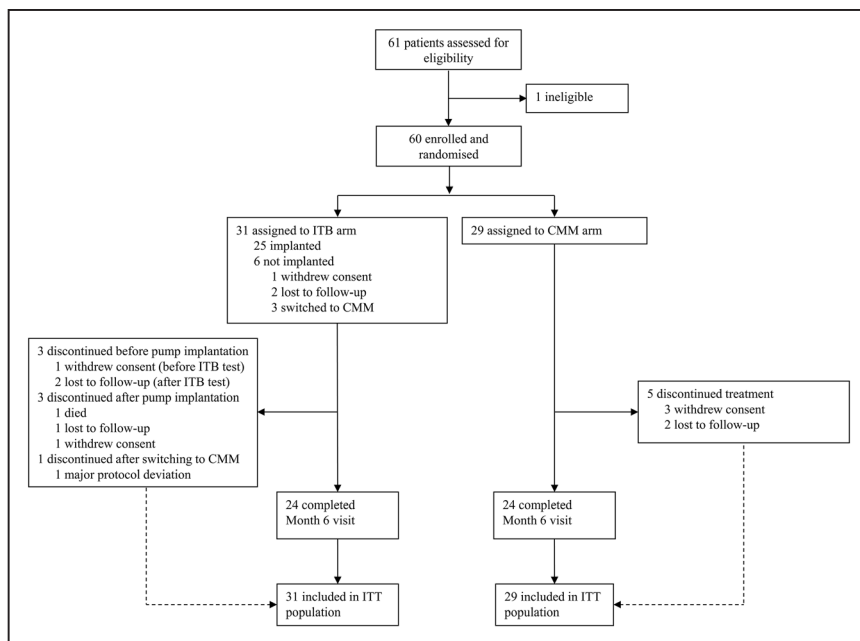 61 patients assessed for
eligibility
1 ineligible
60 enrolled and
randomised
31 assigned to ITB arm
25 implanted
6 not implanted
1 withdrew consent
2 lost to follow-up
3 switched to CMM
29 assigned to CMM arm
3 discontinued before pump implantation
1 withdrew consent (before ITB test)
2 lost to follow-up (after ITB test)
3 discontinued after pump implantation
1 died
1 lost to follow-up
1 withdrew consent
1 discontinued after switching to CMM
1 major protocol deviation
5 discontinued treatment
3 withdrew consent
2 lost to follow-up
24 completed
Month 6 visit
24 completed
Month 6 visit
31 included in ITT
population
29 included in ITT
population